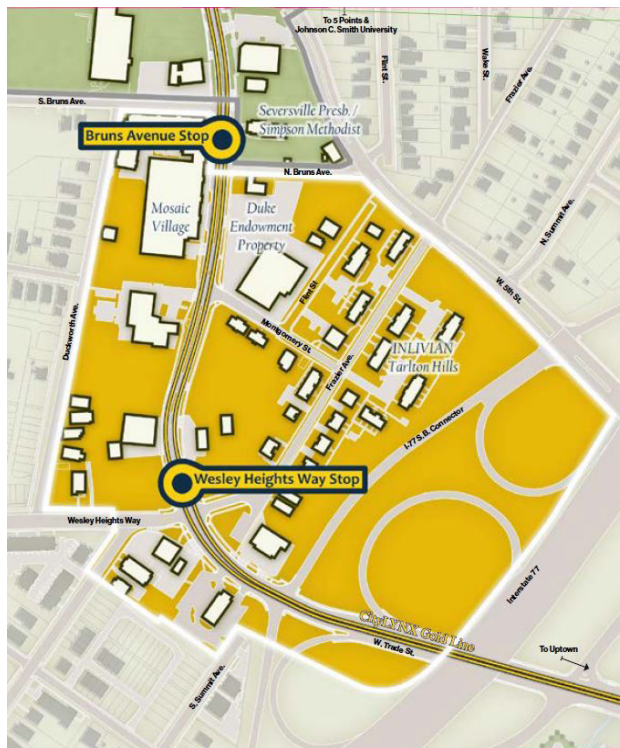 To 5 Points &
Johnson C. Smith University
Flint St.
Wake St.
Frazier Ave.
S. Bruns Ave.
Seversville Presb. /
Simpson Methodist
Bruns Avenue Stop
N. Bruns Ave.
N. Summit Ave.
Mosaic
Village
Duke
Endowment
Property
W. 5th St.
Flint St
Duckworth Ave.
Montgomery St.
INLIVIAN
Tarlton Hills
Frazier Ave.
I-77 S.B. Connector
Wesley Heights Way Stop
Wesley Heights Way
Interstate 77
CityLYNX Gold Line
W. Trade St.
To Uptown
S. Summit Ave.